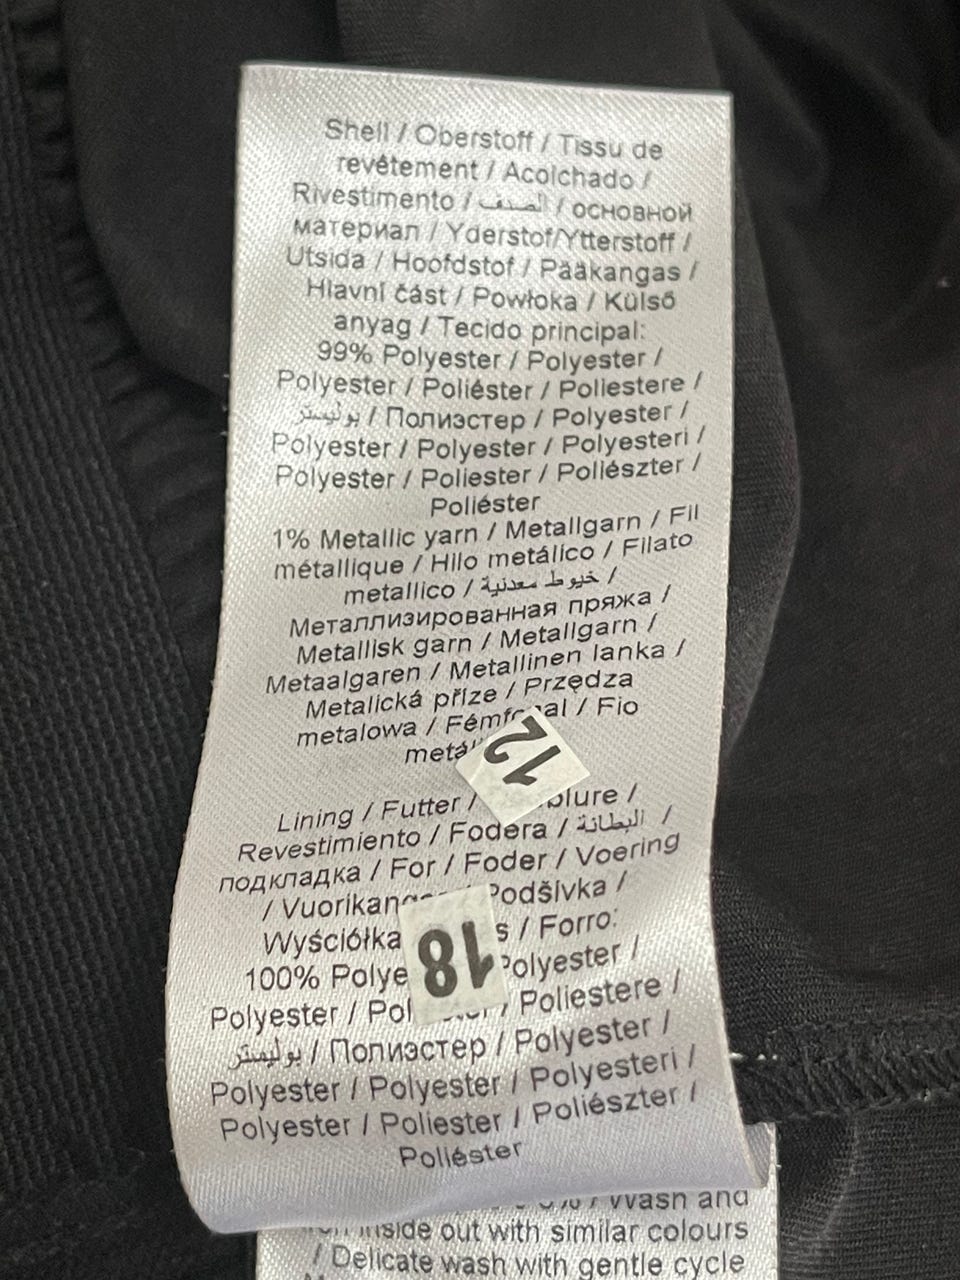 Shell / Oberstoff / Tissu de
revêtement / Acolchado /
Rivestimento / الصدف / основной
материал / Yderstof/Ytterstoff /
Utsida / Hoofdstof / Pääkangas /
Hlavní část / Powłoka / Külső
anyag / Tecido principal:
99% Polyester / Polyester /
Polyester / Poliéster / Poliestere /
بوليستر / Полиэстер / Polyester /
Polyester / Polyester / Polyesteri /
Polyester / Poliester / Poliészter /
Poliéster
1% Metallic yarn / Metallgarn / Fil
métallique / Hilo metálico / Filato
metallico / خيوط معدنية /
Металлизированная пряжа /
Metallisk garn / Metallgarn /
Metaalgaren / Metallinen lanka /
Metalická příze / Przędza
metalowa / / Fio
12
Lining / Futter /
Revestimiento / Fodera / البطانة /
подкладка / For / Foder / Voering
/ Podšívka /
Wyściółka / Forro:
18
100% Polyester /
Polyester / / Poliestere /
بوليستر / Полиэстер / Polyester /
Polyester / Polyester / Polyesteri /
Polyester / Poliester / Poliészter /
Poliéster
/ Wash and
inside out with similar colours
/ Delicate wash with gentle cycle